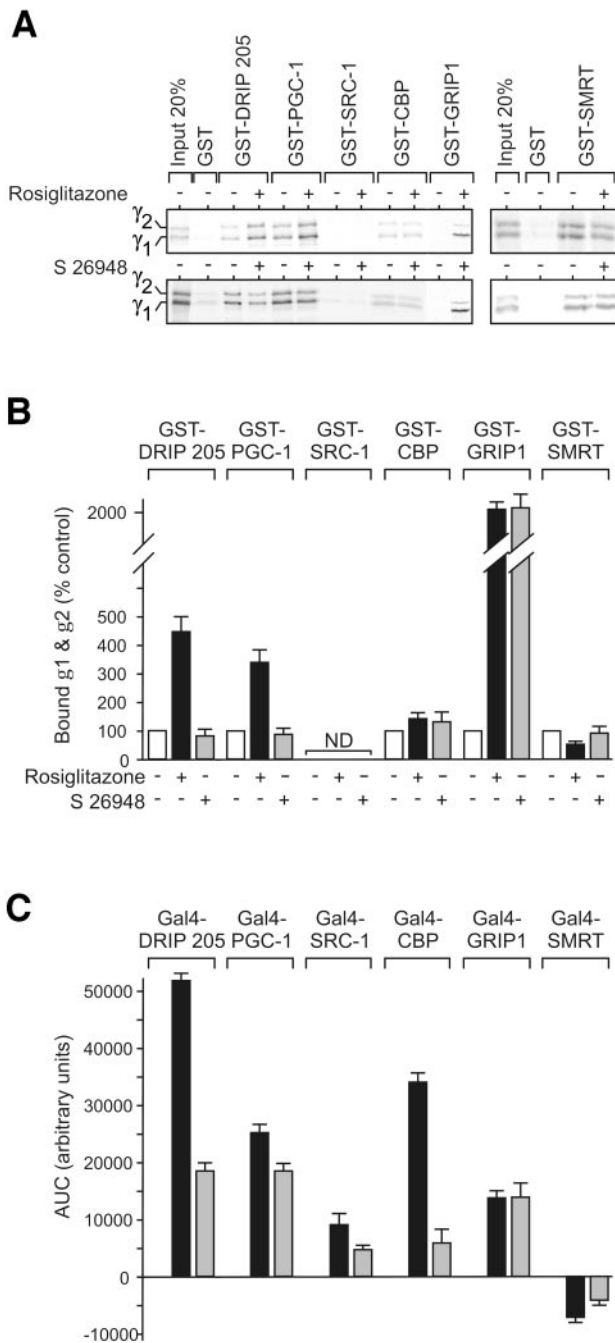 A
Input 20%
GST
GST-DRIP 205
GST-PGC-1
GST-SRC-1
GST-CBP
GST-GRIP1
Input 20%
GST
GST-SMRT
Rosiglitazone - - - + - + - + - + - + - - - +
γ2
γ1
S 26948 - - - + - + - + - + - + - - - +
γ2
γ1
B
GST-
DRIP 205
GST-
PGC-1
GST-
SRC-1
GST-
CBP
GST-
GRIP1
GST-
SMRT
Bound g1 & g2 (% control)
2000
500
400
300
200
100
0
ND
Rosiglitazone - + - - + - - + - - + - - + - - + -
S 26948 - - + - - + - - + - - + - - + - - +
C
Gal4-
DRIP 205
Gal4-
PGC-1
Gal4-
SRC-1
Gal4-
CBP
Gal4-
GRIP1
Gal4-
SMRT
AUC (arbitrary units)
50000
40000
30000
20000
10000
0
-10000